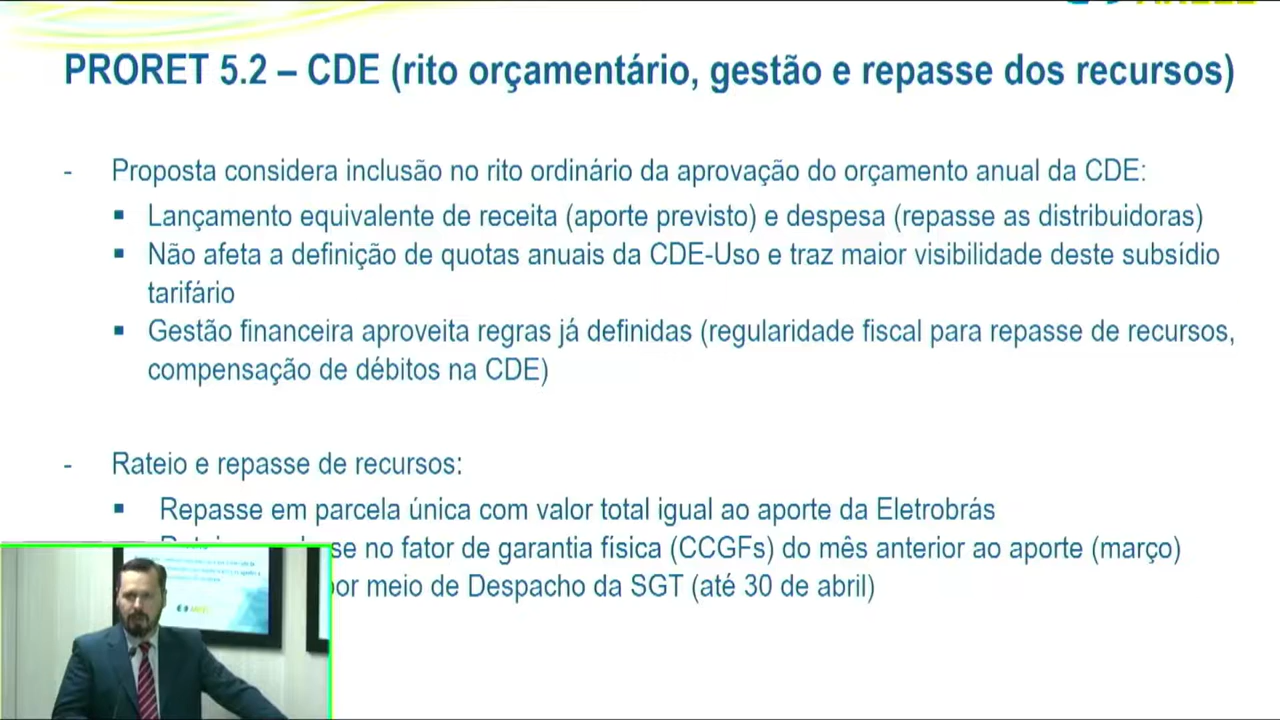 PRORET 5.2 – CDE (rito orçamentário, gestão e repasse dos recursos)
- Proposta considera inclusão no rito ordinário da aprovação do orçamento anual da CDE:
▪ Lançamento equivalente de receita (aporte previsto) e despesa (repasse as distribuidoras)
▪ Não afeta a definição de quotas anuais da CDE-Uso e traz maior visibilidade deste subsídio
tarifário
▪ Gestão financeira aproveita regras já definidas (regularidade fiscal para repasse de recursos,
compensação de débitos na CDE)
- Rateio e repasse de recursos:
▪ Repasse em parcela única com valor total igual ao aporte da Eletrobrás
no fator de garantia física (CCGFs) do mês anterior ao aporte (março)
por meio de Despacho da SGT (até 30 de abril)